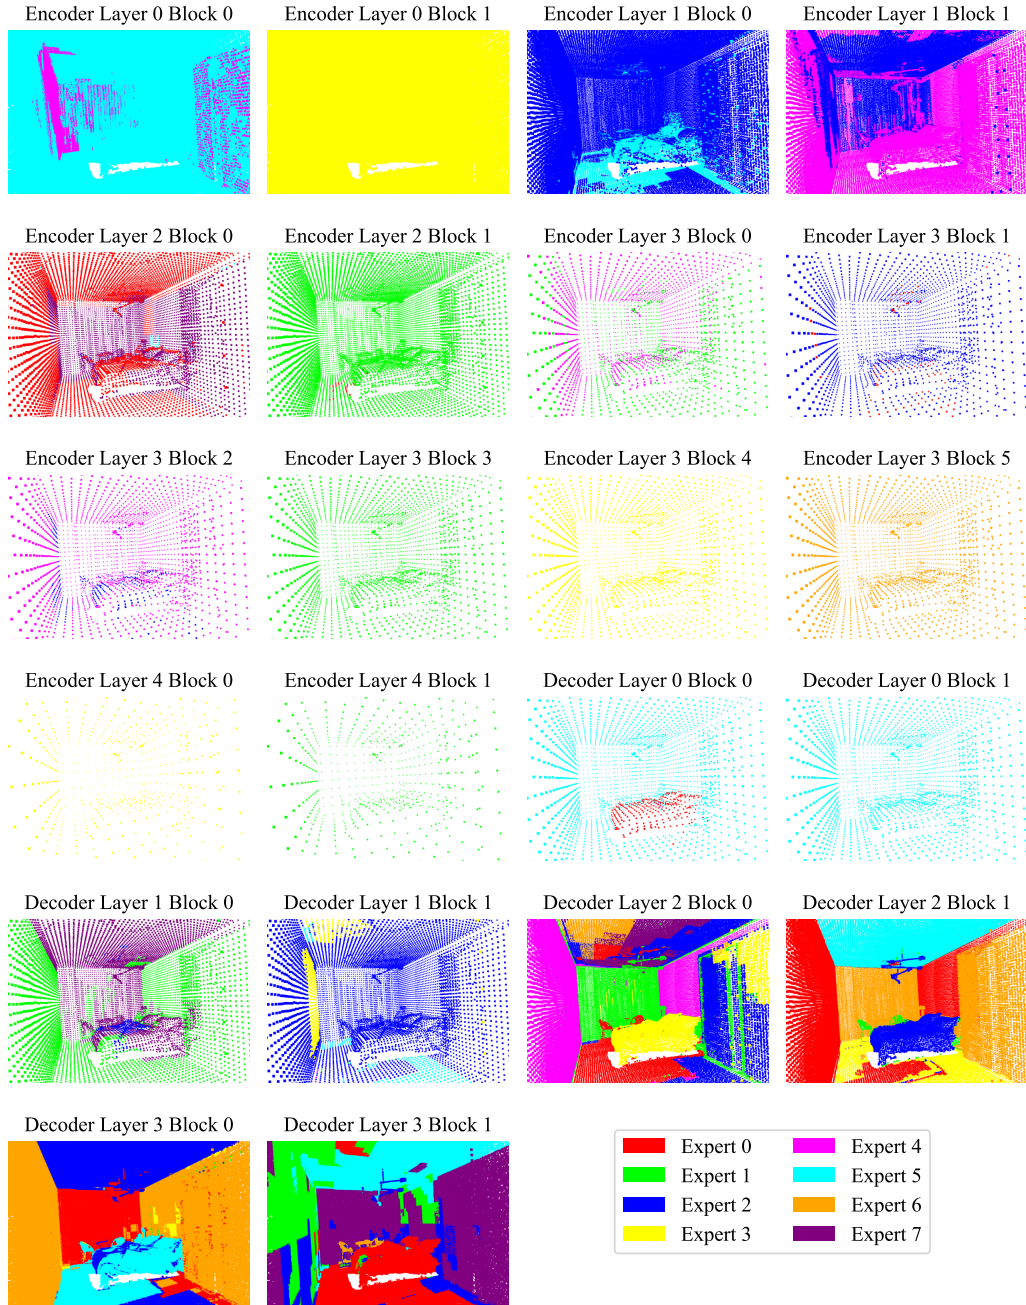 Encoder Layer 0 Block 0
Encoder Layer 0 Block 1
Encoder Layer 1 Block 0
Encoder Layer 1 Block 1
Encoder Layer 2 Block 0
Encoder Layer 2 Block 1
Encoder Layer 3 Block 0
Encoder Layer 3 Block 1
Encoder Layer 3 Block 2
Encoder Layer 3 Block 3
Encoder Layer 3 Block 4
Encoder Layer 3 Block 5
Encoder Layer 4 Block 0
Encoder Layer 4 Block 1
Decoder Layer 0 Block 0
Decoder Layer 0 Block 1
Decoder Layer 1 Block 0
Decoder Layer 1 Block 1
Decoder Layer 2 Block 0
Decoder Layer 2 Block 1
Decoder Layer 3 Block 0
Decoder Layer 3 Block 1
Expert 0
Expert 1
Expert 2
Expert 3
Expert 4
Expert 5
Expert 6
Expert 7